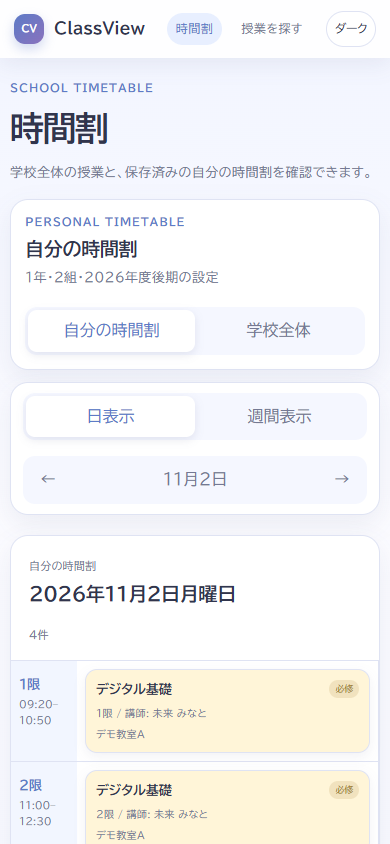 CV ClassView 時間割 授業を探す ダーク
SCHOOL TIMETABLE
時間割
学校全体の授業と、保存済みの自分の時間割を確認できます。
PERSONAL TIMETABLE
自分の時間割
1年・2組・2026年度後期の設定
自分の時間割 学校全体
日表示 週間表示
← 11月2日 →
自分の時間割
2026年11月2日月曜日
4件
1限
09:20–
10:50
デジタル基礎 必修
1限 / 講師: 未来 みなと
デモ教室A
2限
11:00–
12:30
デジタル基礎 必修
2限 / 講師: 未来 みなと
デモ教室A